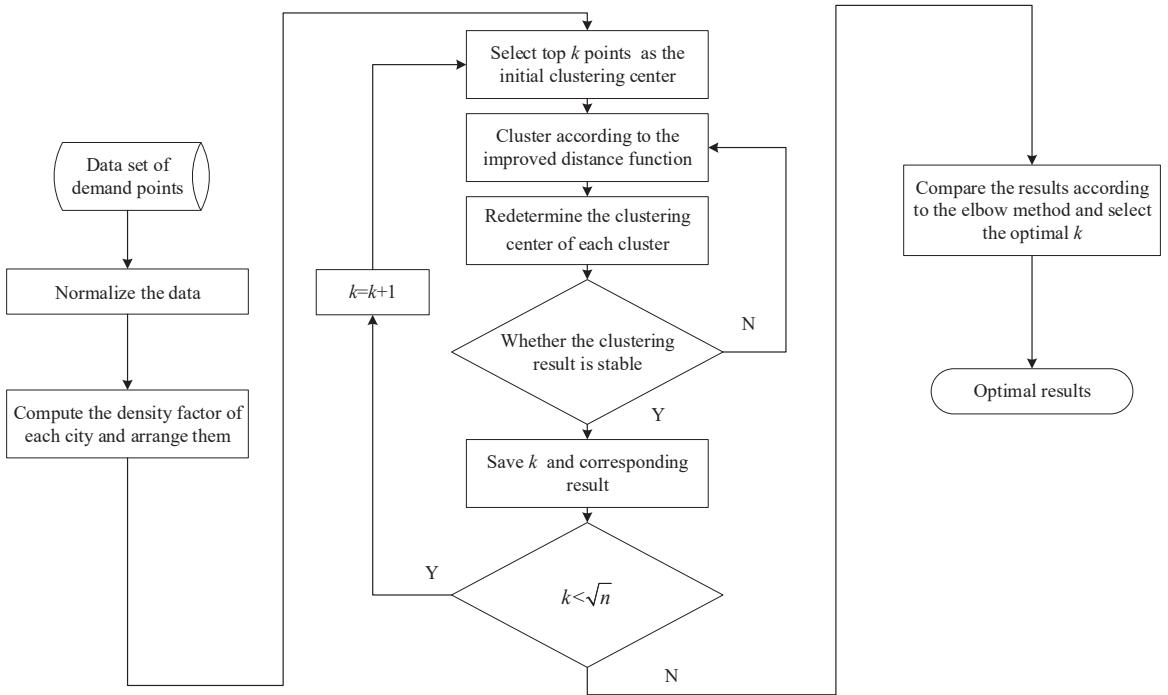 Data set of
demand points
Normalize the data
Compute the density factor of
each city and arrange them
Select top k points as the
initial clustering center
Cluster according to the
improved distance function
Redetermine the clustering
center of each cluster
k=k+1
N
Whether the clustering
result is stable
Y
Save k and corresponding
result
Y
k<√n
N
Compare the results according
to the elbow method and select
the optimal k
Optimal results